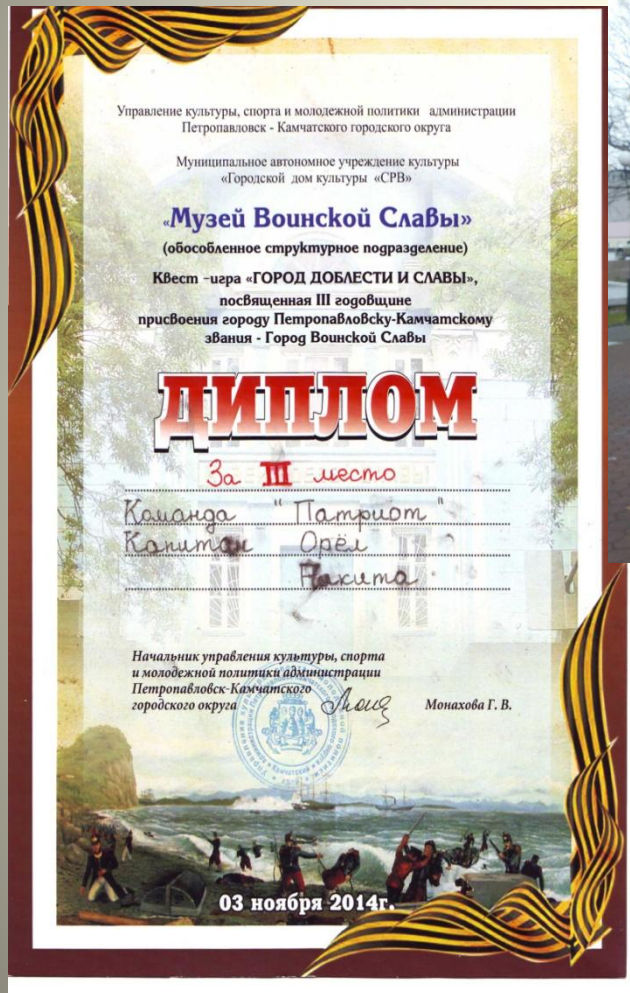 Управление культуры, спорта и молодежной политики администрации
Петропавловск - Камчатского городского округа
Муниципальное автономное учреждение культуры
«Городской дом культуры «СРВ»
«Музей Воинской Славы»
(обособленное структурное подразделение)
Квест -игра «ГОРОД ДОБЛЕСТИ И СЛАВЫ»,
посвященная III годовщине
присвоения городу Петропавловску-Камчатскому
звания - Город Воинской Славы
ДИПЛОМ
За III место
Команда "Патриот"
Капитан Орёл
Никита
Начальник управления культуры, спорта
и молодежной политики администрации
Петропавловск-Камчатского
городского округа Монахова Г. В.
03 ноября 2014г.